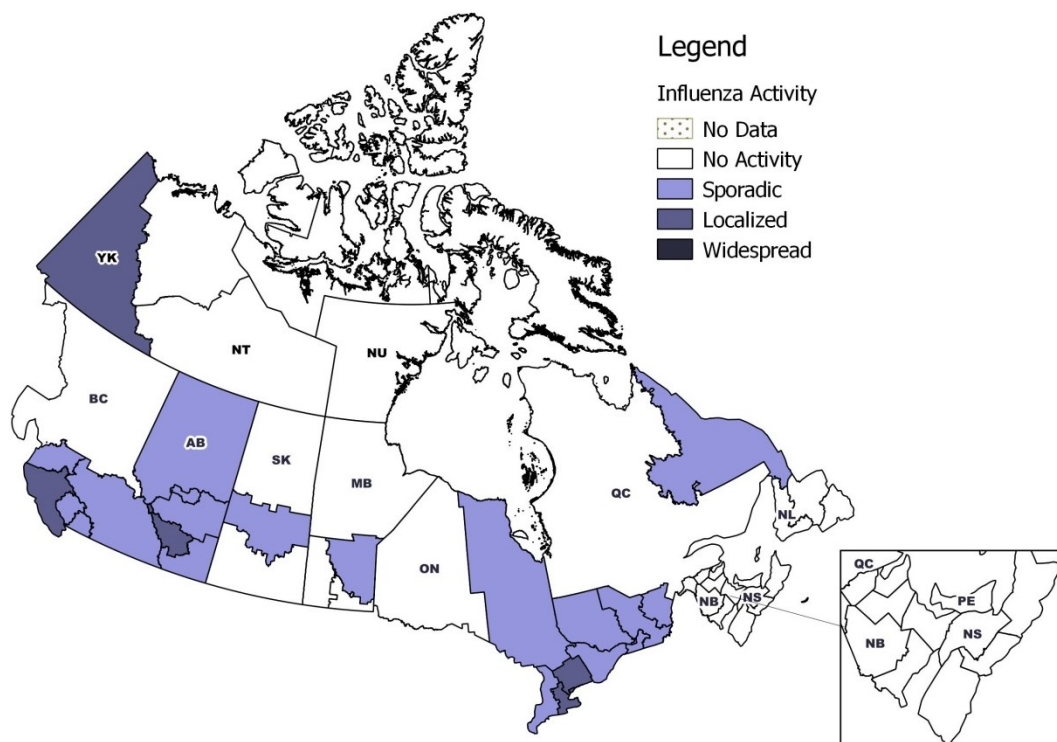 Legend
Influenza Activity
No Data
No Activity
Sporadic
Localized
Widespread
YK
NT
NU
BC
AB
SK
MB
QC
ON
NL
NB
NS
QC
PE
NS
NB